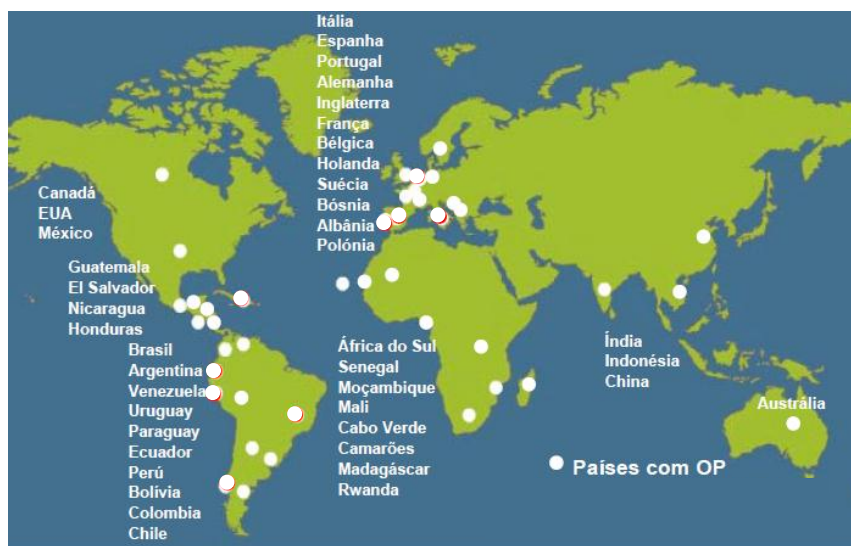 Itália
Espanha
Portugal
Alemanha
Inglaterra
França
Bélgica
Holanda
Suécia
Bósnia
Albânia
Polónia
Canadá
EUA
México
Guatemala
El Salvador
Nicaragua
Honduras
Brasil
Argentina
Venezuela
Uruguay
Paraguay
Ecuador
Perú
Bolívia
Colombia
Chile
África do Sul
Senegal
Moçambique
Mali
Cabo Verde
Camarões
Madagáscar
Rwanda
Índia
Indonésia
China
Austrália
Países com OP